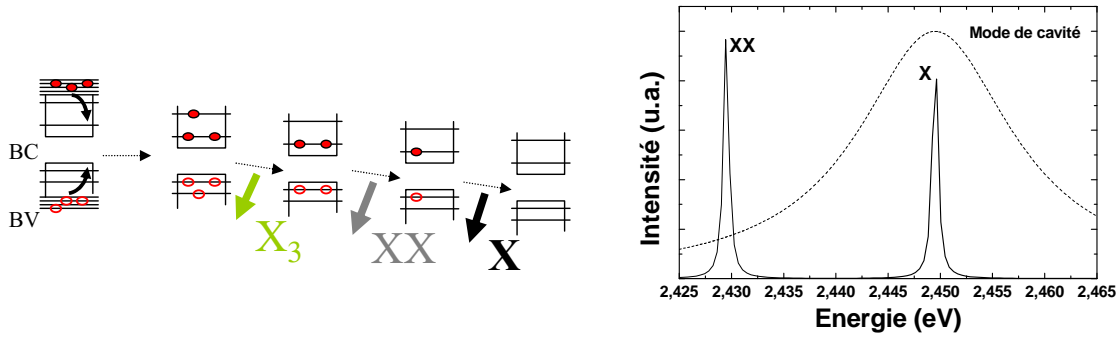 BC
BV
X3
XX
X
Mode de cavité
XX
X
Intensité (u.a.)
2,425 2,430 2,435 2,440 2,445 2,450 2,455 2,460 2,465
Energie (eV)